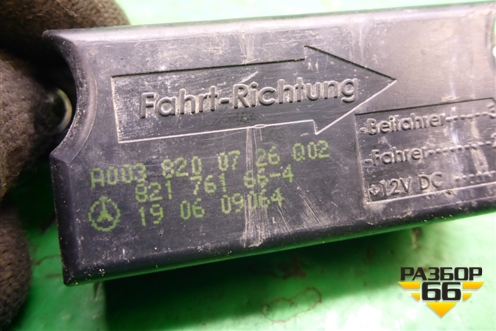 Fahrt-Richtung
A003 820 07 26 Q02
821 761 66-4
19 06 09064
Beifahrer
Fahrer
+12V DC
РАЗБОР
66